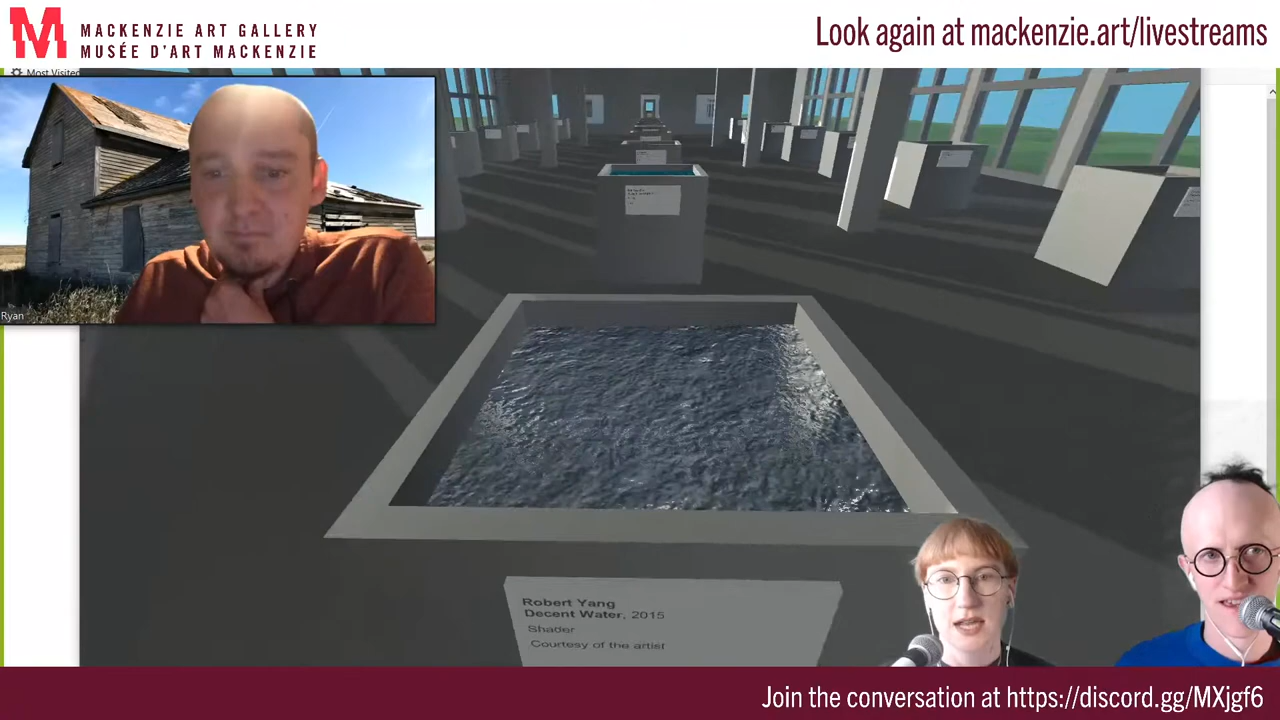 MACKENZIE ART GALLERY
MUSÉE D'ART MACKENZIE
Look again at mackenzie.art/livestreams
Most Visited
Ryan
Robert Yang
Decent Water, 2015
Shader
Courtesy of the artist
Join the conversation at https://discord.gg/MXjgf6